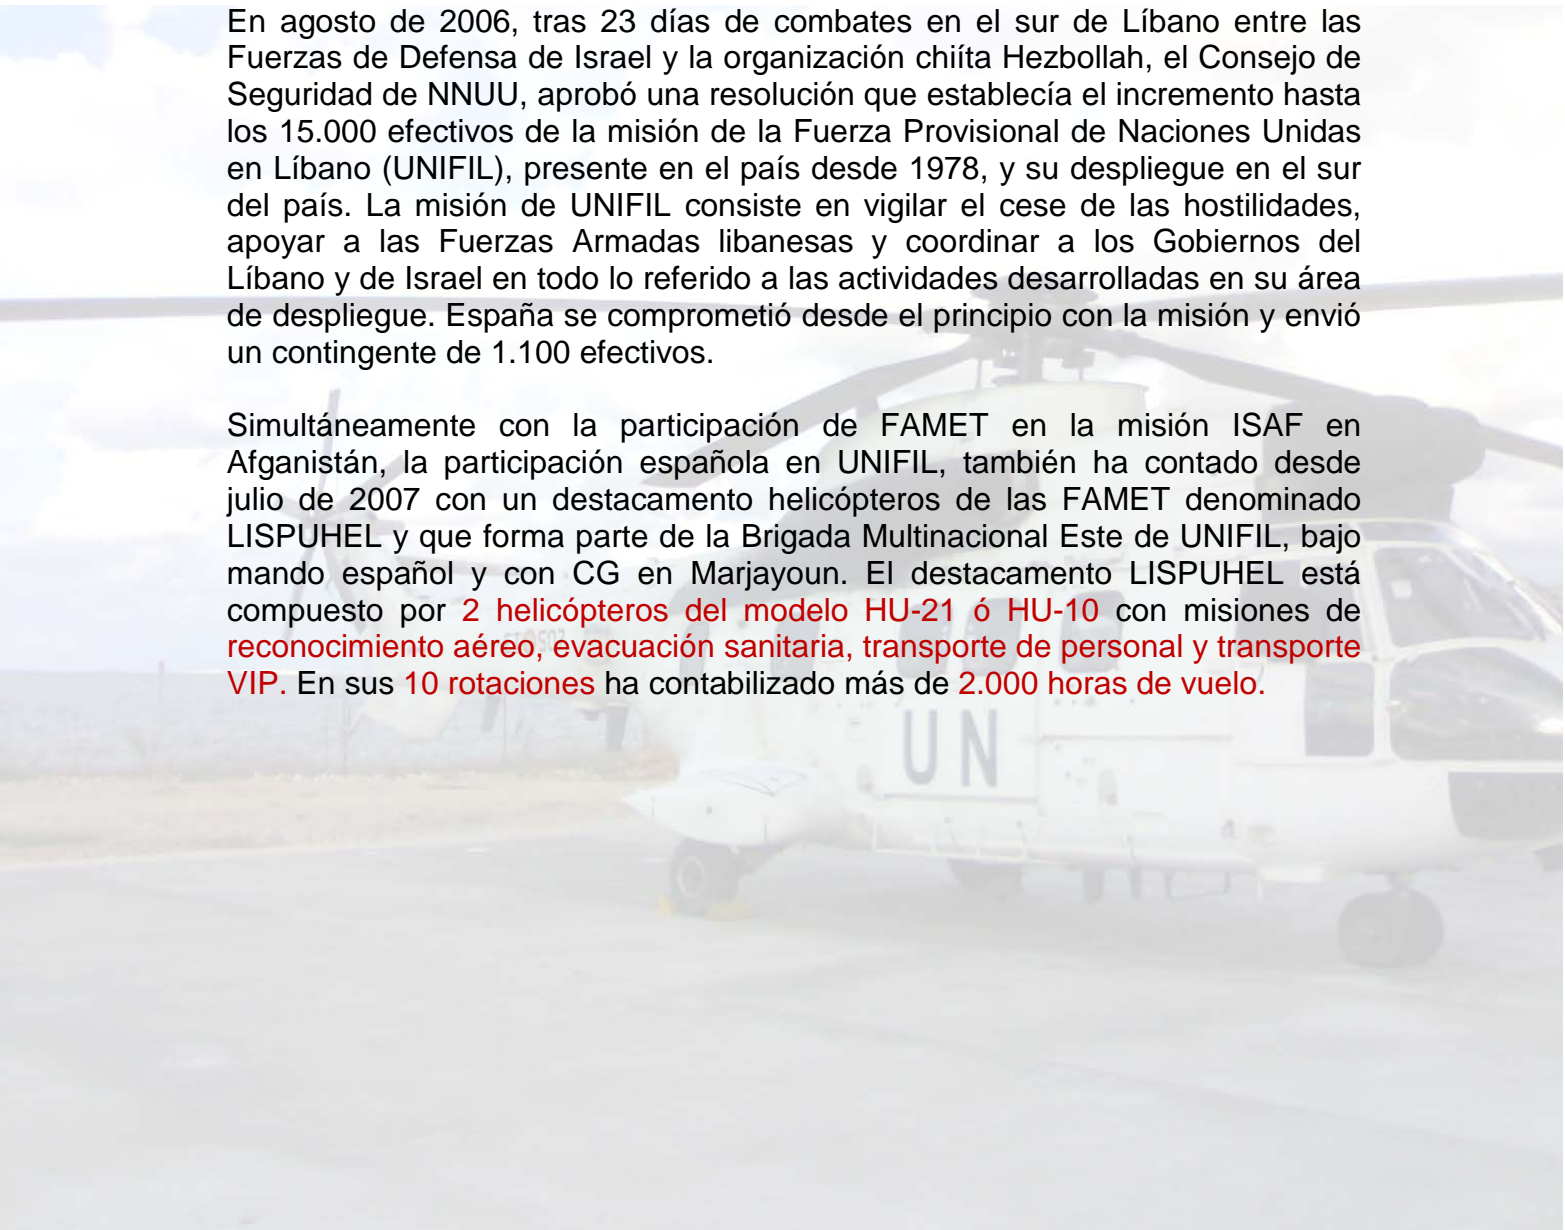 En agosto de 2006, tras 23 días de combates en el sur de Líbano entre las
Fuerzas de Defensa de Israel y la organización chiíta Hezbollah, el Consejo de
Seguridad de NNUU, aprobó una resolución que establecía el incremento hasta
los 15.000 efectivos de la misión de la Fuerza Provisional de Naciones Unidas
en Líbano (UNIFIL), presente en el país desde 1978, y su despliegue en el sur
del país. La misión de UNIFIL consiste en vigilar el cese de las hostilidades,
apoyar a las Fuerzas Armadas libanesas y coordinar a los Gobiernos del
Líbano y de Israel en todo lo referido a las actividades desarrolladas en su área
de despliegue. España se comprometió desde el principio con la misión y envió
un contingente de 1.100 efectivos.
Simultáneamente con la participación de FAMET en la misión ISAF en
Afganistán, la participación española en UNIFIL, también ha contado desde
julio de 2007 con un destacamento helicópteros de las FAMET denominado
LISPUHEL y que forma parte de la Brigada Multinacional Este de UNIFIL, bajo
mando español y con CG en Marjayoun. El destacamento LISPUHEL está
compuesto por 2 helicópteros del modelo HU-21 ó HU-10 con misiones de
reconocimiento aéreo, evacuación sanitaria, transporte de personal y transporte
VIP. En sus 10 rotaciones ha contabilizado más de 2.000 horas de vuelo.
UN